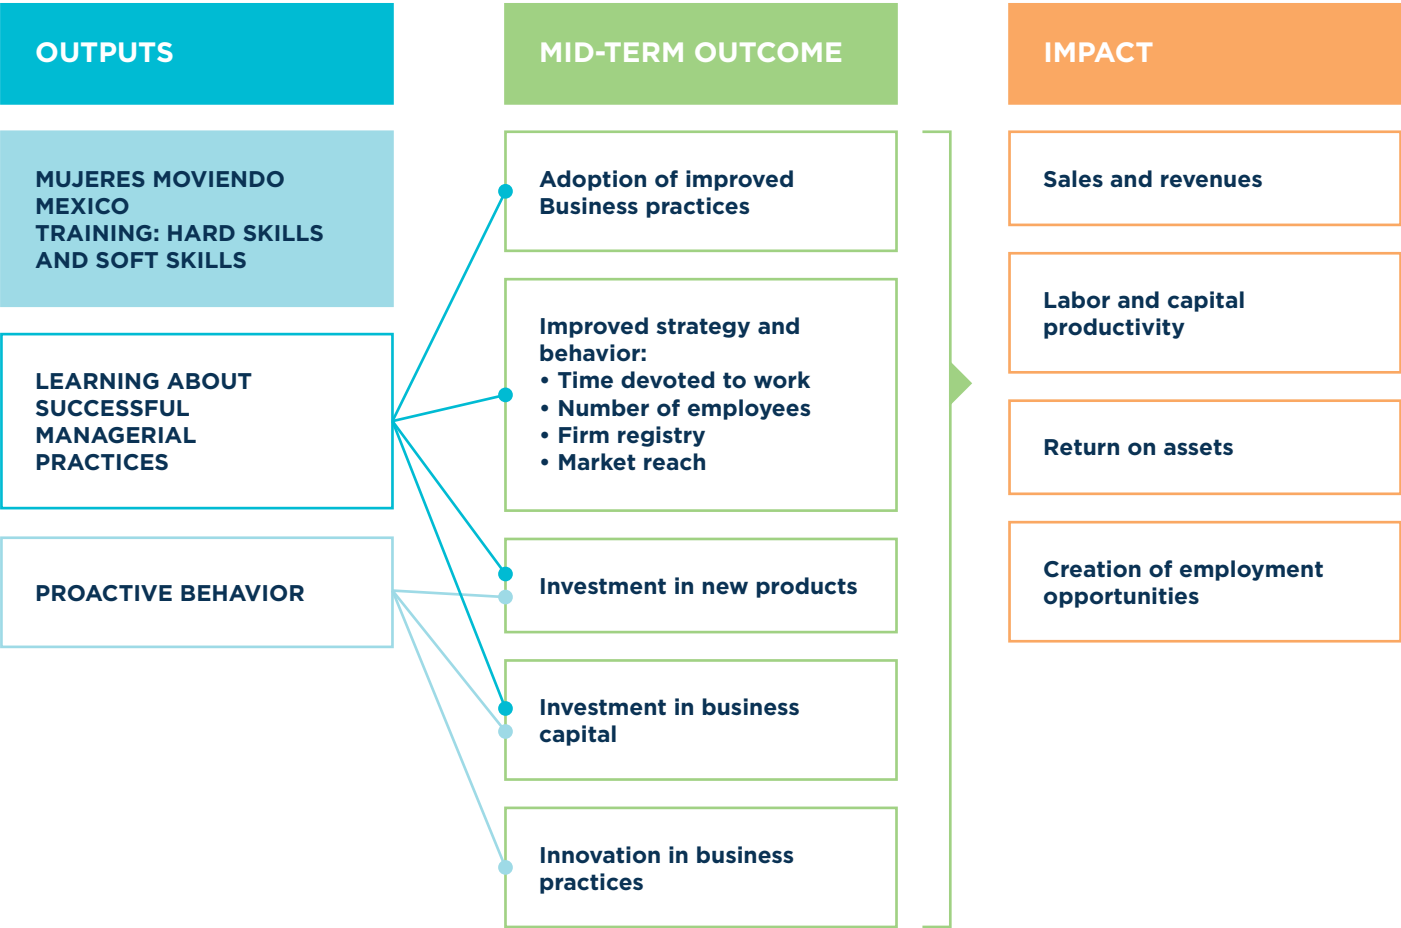 OUTPUTS
MUJERES MOVIENDO
MEXICO
TRAINING: HARD SKILLS
AND SOFT SKILLS
LEARNING ABOUT
SUCCESSFUL
MANAGERIAL
PRACTICES
PROACTIVE BEHAVIOR
MID-TERM OUTCOME
Adoption of improved
Business practices
Improved strategy and
behavior:
• Time devoted to work
• Number of employees
• Firm registry
• Market reach
Investment in new products
Investment in business
capital
Innovation in business
practices
IMPACT
Sales and revenues
Labor and capital
productivity
Return on assets
Creation of employment
opportunities